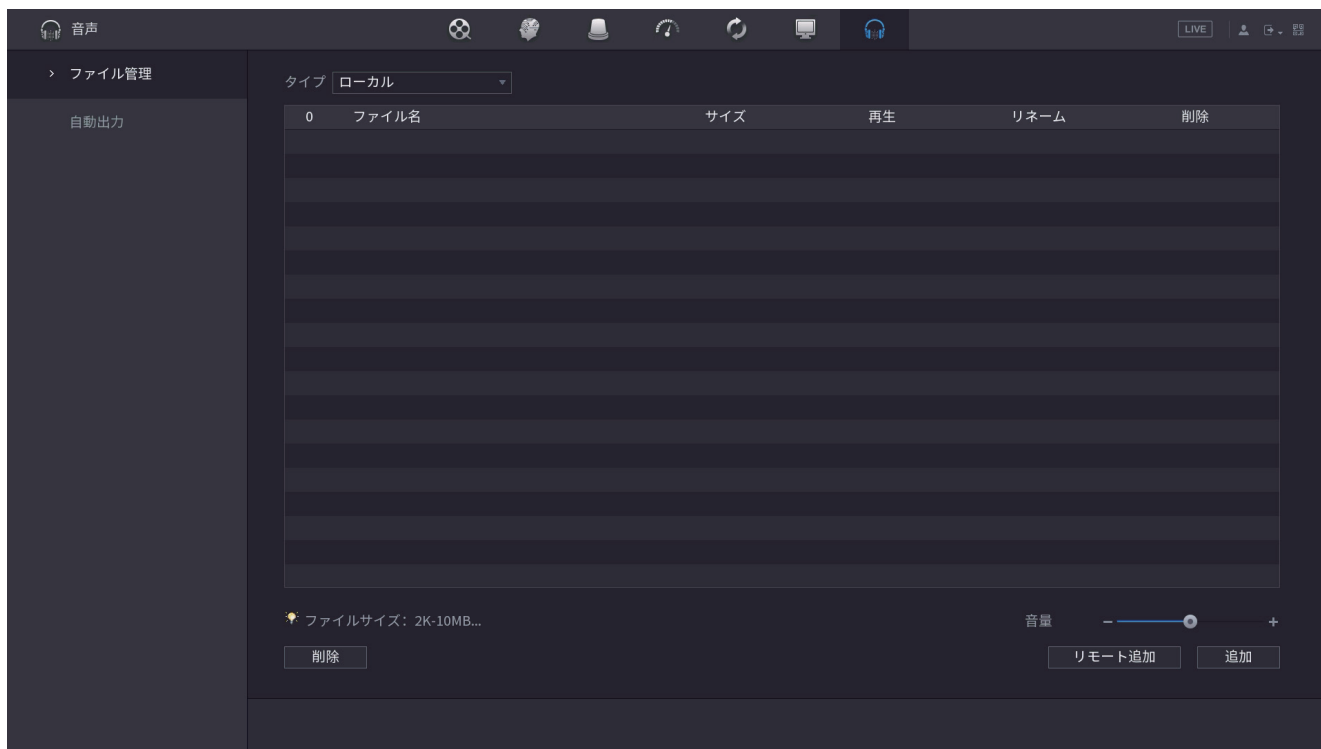 音声 LIVE
ファイル管理
タイプ ローカル
自動出力
0 ファイル名 サイズ 再生 リネーム 削除
ファイルサイズ：2K-10MB... 音量 - +
削除 リモート追加 追加